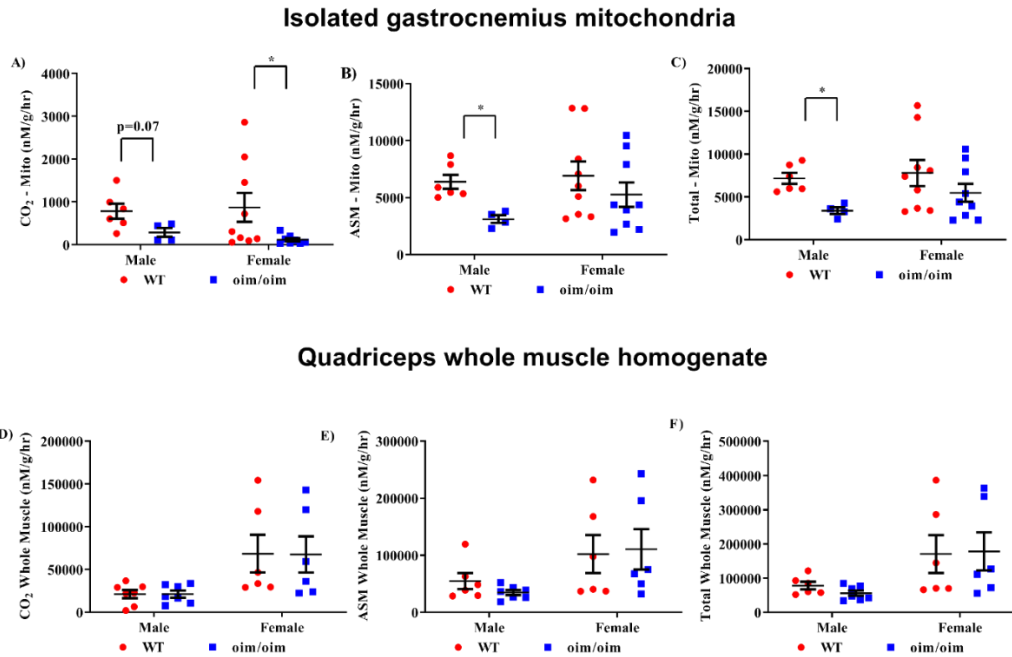 Isolated gastrocnemius mitochondria
A)
CO2 - Mito (nM/g/hr)
4000
3000
2000
1000
0
p=0.07
*
Male
Female
WT
oim/oim
B)
ASM - Mito (nM/g/hr)
15000
10000
5000
0
*
Male
Female
WT
oim/oim
C)
Total - Mito (nM/g/hr)
20000
15000
10000
5000
0
*
Male
Female
WT
oim/oim
Quadriceps whole muscle homogenate
D)
CO2 Whole Muscle (nM/g/hr)
200000
150000
100000
50000
0
Male
Female
WT
oim/oim
E)
ASM Whole Muscle (nM/g/hr)
300000
200000
100000
0
Male
Female
WT
oim/oim
F)
Total Whole Muscle (nM/g/hr)
500000
400000
300000
200000
100000
0
Male
Female
WT
oim/oim